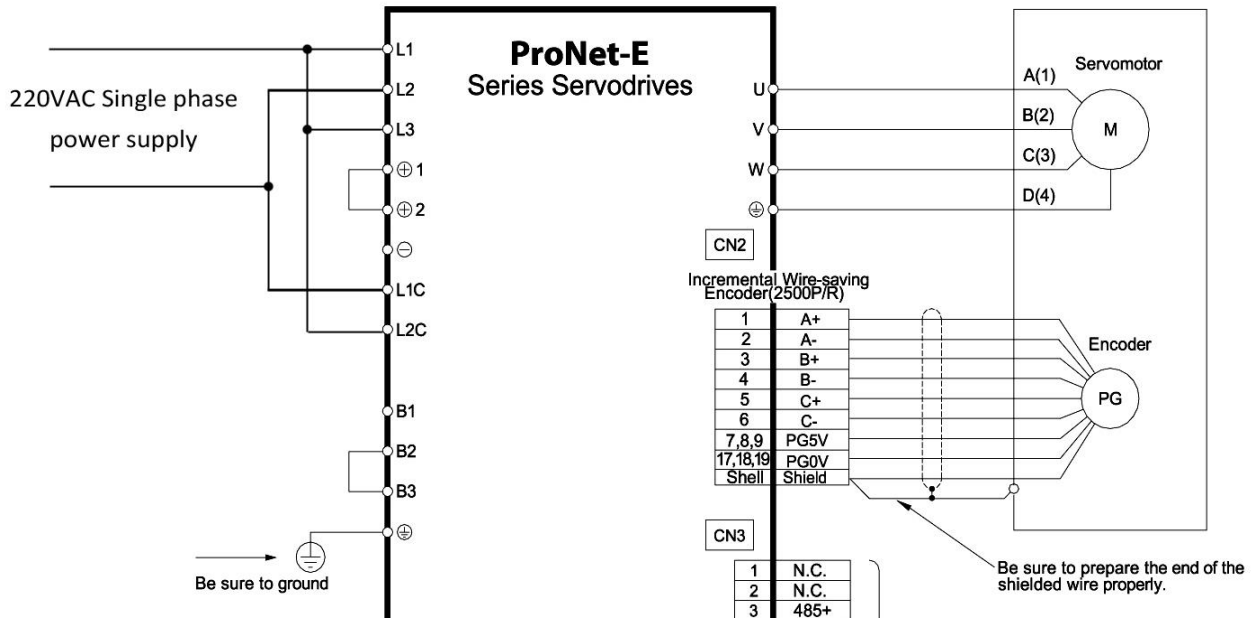 ProNet-E
Series Servodrives
220VAC Single phase
power supply
L1
L2
L3
⊕1
⊕2
⊖
L1C
L2C
B1
B2
B3
Be sure to ground
U
V
W
A(1)
B(2)
C(3)
D(4)
Servomotor
M
CN2
Incremental Wire-saving
Encoder(2500P/R)
1 A+
2 A-
3 B+
4 B-
5 C+
6 C-
7,8,9 PG5V
17,18,19 PG0V
Shell Shield
Encoder
PG
Be sure to prepare the end of the
shielded wire properly.
CN3
1 N.C.
2 N.C.
3 485+